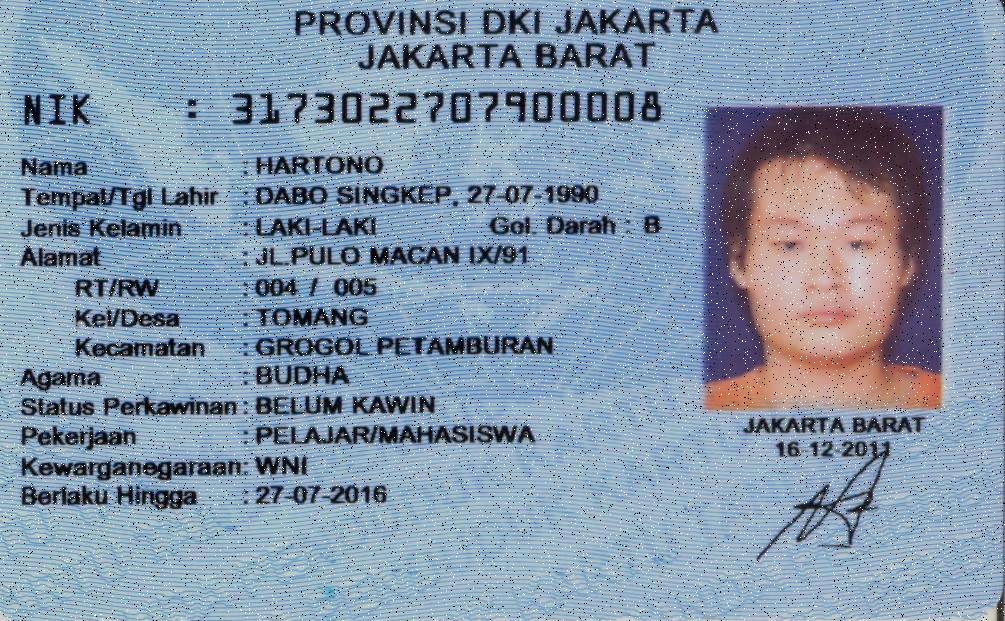 PROVINSI DKI JAKARTA
JAKARTA BARAT
NIK : 3173022707900008
Nama : HARTONO
Tempat/Tgl Lahir : DABO SINGKEP, 27-07-1990
Jenis Kelamin : LAKI-LAKI Gol. Darah : B
Alamat : JL.PULO MACAN IX/91
RT/RW : 004 / 005
Kel/Desa : TOMANG
Kecamatan : GROGOL PETAMBURAN
Agama : BUDHA
Status Perkawinan : BELUM KAWIN
Pekerjaan : PELAJAR/MAHASISWA
Kewarganegaraan : WNI
Berlaku Hingga : 27-07-2016
JAKARTA BARAT
16-12-2011